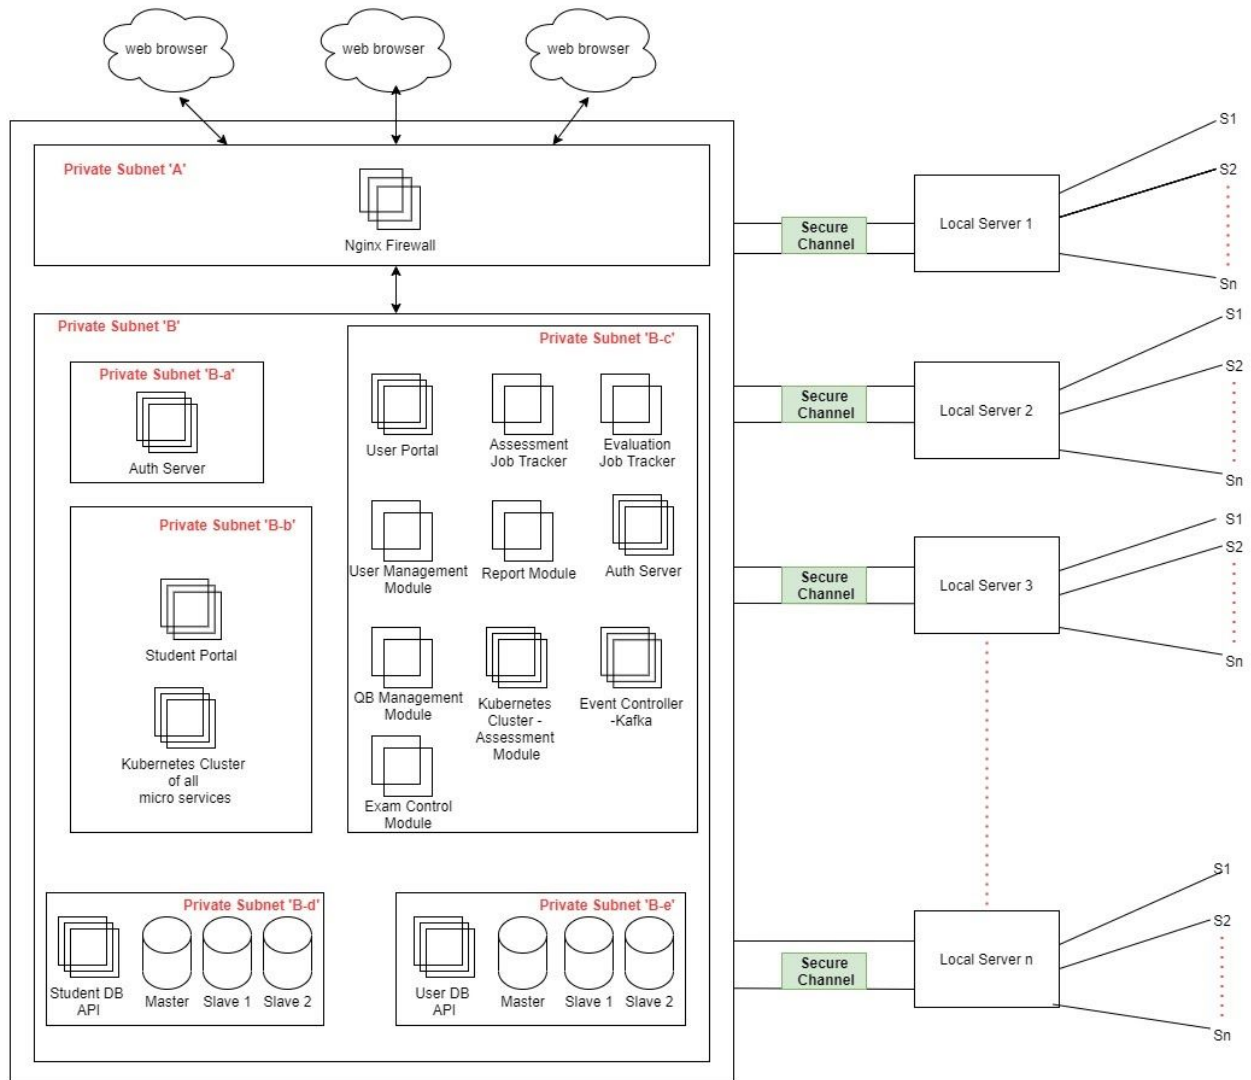 web browser
web browser
web browser
Private Subnet 'A'
Nginx Firewall
Private Subnet 'B'
Private Subnet 'B-a'
Auth Server
Private Subnet 'B-b'
Student Portal
Kubernetes Cluster
of all
micro services
Private Subnet 'B-c'
User Portal
Assessment
Job Tracker
Evaluation
Job Tracker
User Management
Module
Report Module
Auth Server
QB Management
Module
Kubernetes
Cluster -
Assessment
Module
Event Controller
-Kafka
Exam Control
Module
Private Subnet 'B-d'
Student DB
API
Master
Slave 1
Slave 2
Private Subnet 'B-e'
User DB
API
Master
Slave 1
Slave 2
Secure
Channel
Local Server 1
S1
S2
Sn
Secure
Channel
Local Server 2
S1
S2
Sn
Secure
Channel
Local Server 3
S1
S2
Sn
Secure
Channel
Local Server n
S1
S2
Sn